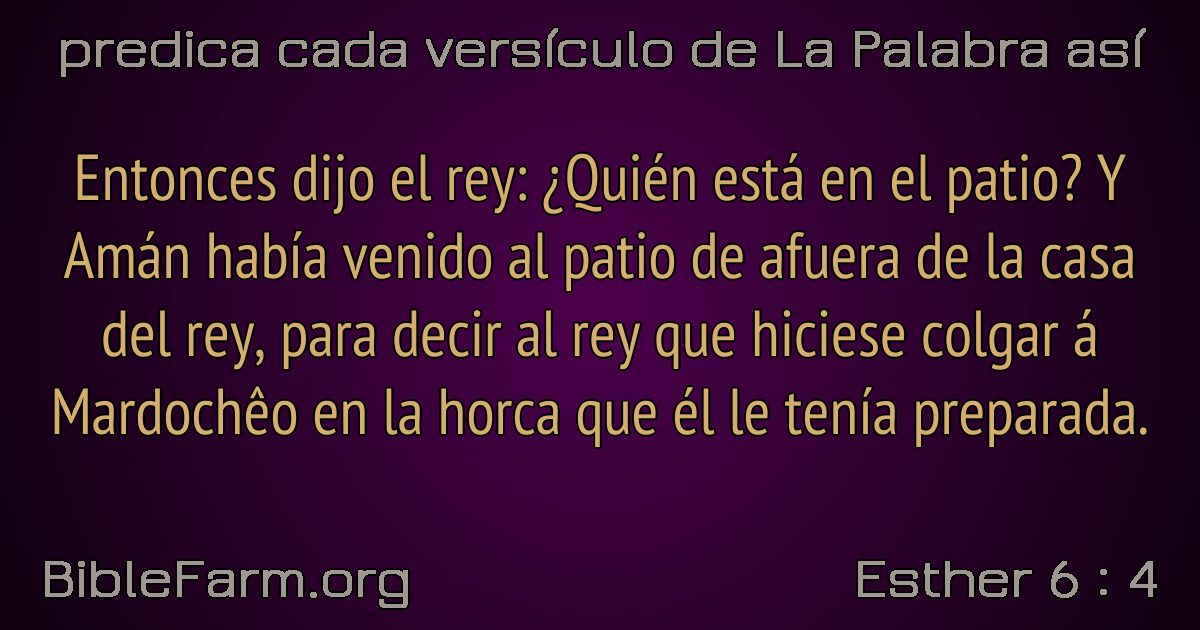 predica cada versículo de La Palabra así
Entonces dijo el rey: ¿Quién está en el patio? Y
Amán había venido al patio de afuera de la casa
del rey, para decir al rey que hiciese colgar á
Mardochêo en la horca que él le tenía preparada.
BibleFarm.org
Esther 6 : 4